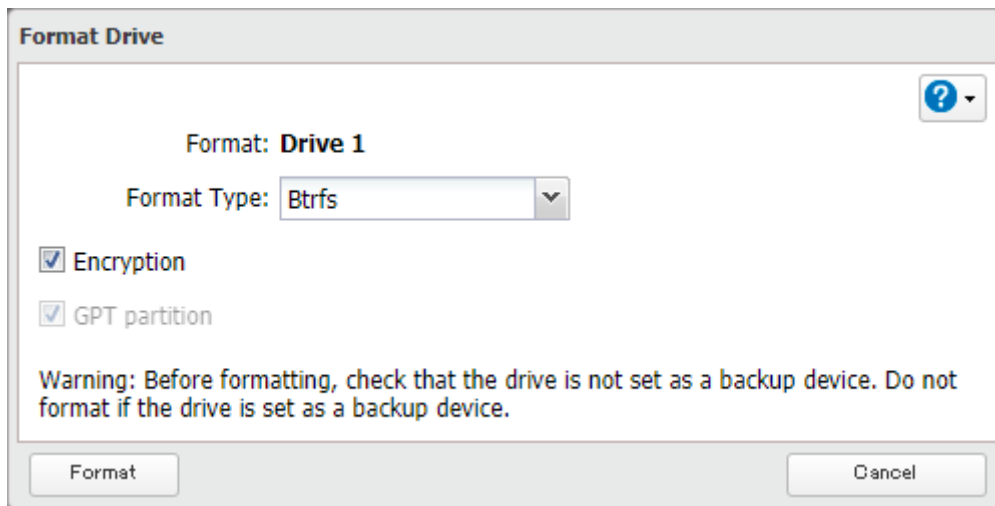 Format Drive
?
Format: Drive 1
Format Type: Btrfs
Encryption
GPT partition
Warning: Before formatting, check that the drive is not set as a backup device. Do not
format if the drive is set as a backup device.
Format Cancel